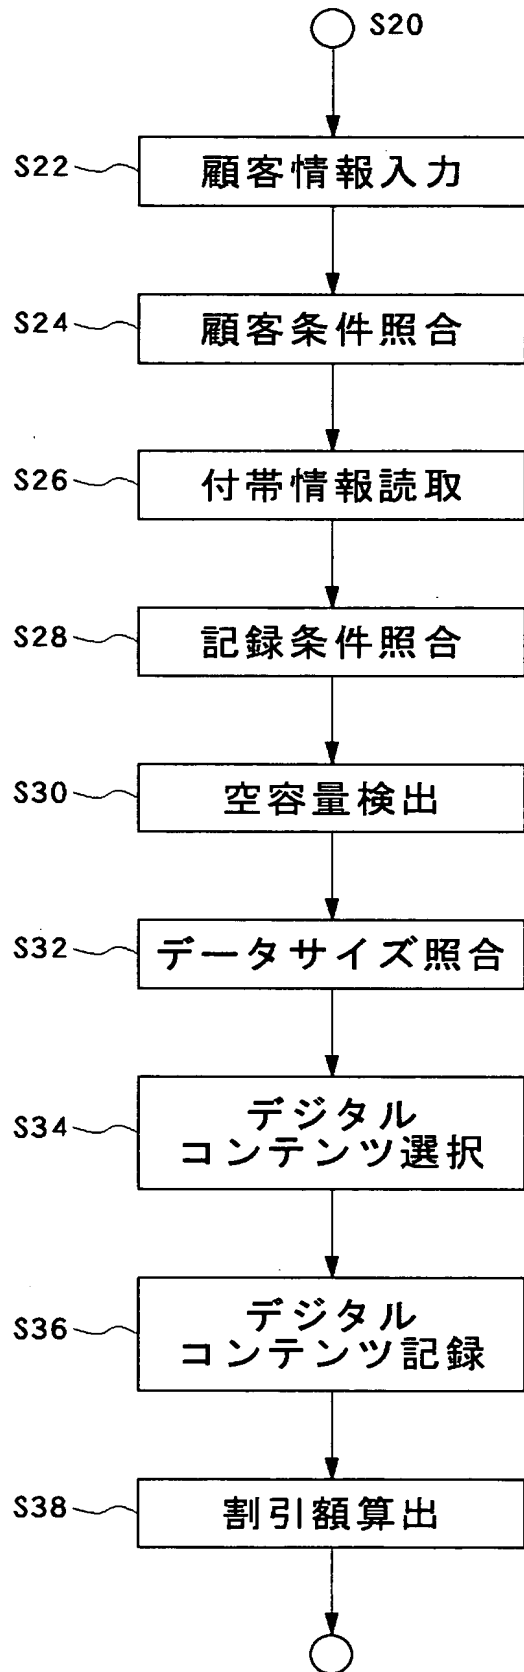 S20
S22
顧客情報入力
S24
顧客条件照合
S26
付帯情報読取
S28
記録条件照合
S30
空容量検出
S32
データサイズ照合
S34
デジタル
コンテンツ選択
S36
デジタル
コンテンツ記録
S38
割引額算出